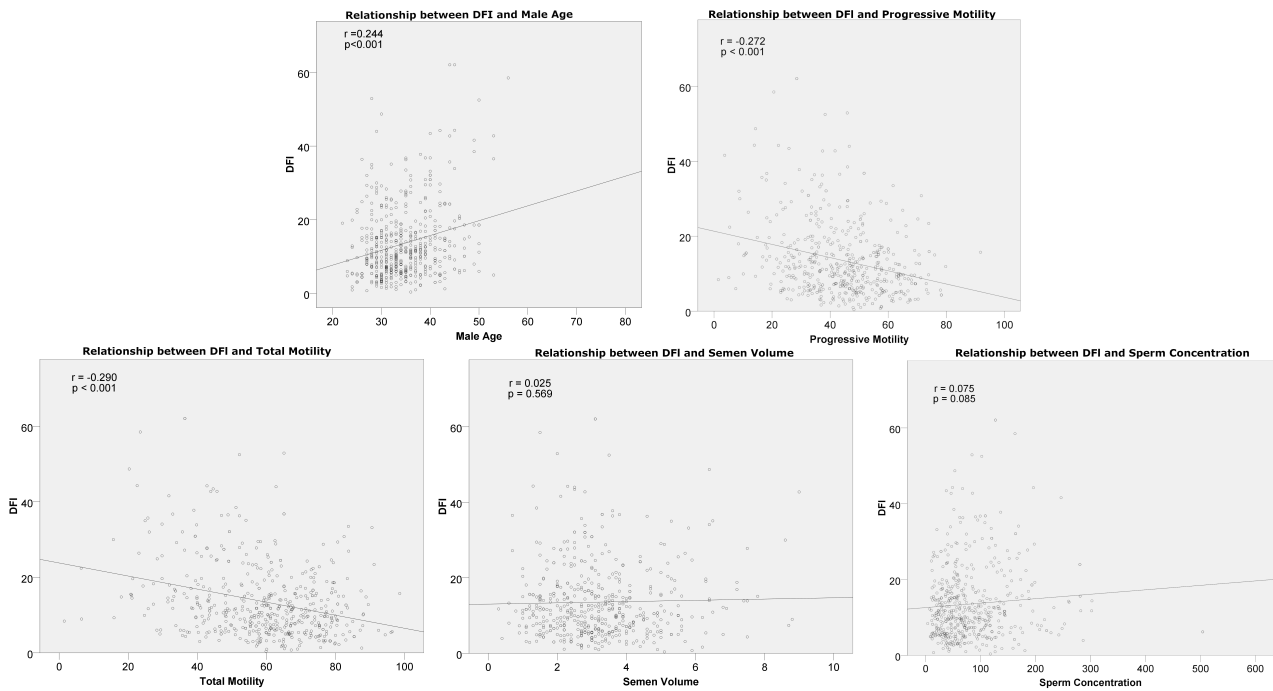 Relationship between DFI and Male Age
r =0.244
p<0.001
60
40
20
0
DFI
20 30 40 50 60 70 80
Male Age
Relationship between DFl and Progressive Motility
r = -0.272
p < 0.001
60
40
20
0
DFI
0 20 40 60 80 100
Progressive Motility
Relationship between DFl and Total Motility
r = -0.290
p < 0.001
60
40
20
0
DFI
0 20 40 60 80 100
Total Motility
Relationship between DFl and Semen Volume
r = 0.025
p = 0.569
60
40
20
0
DFI
0 2 4 6 8 10
Semen Volume
Relationship between DFl and Sperm Concentration
r = 0.075
p = 0.085
60
40
20
0
DFI
0 100 200 300 400 500 600
Sperm Concentration